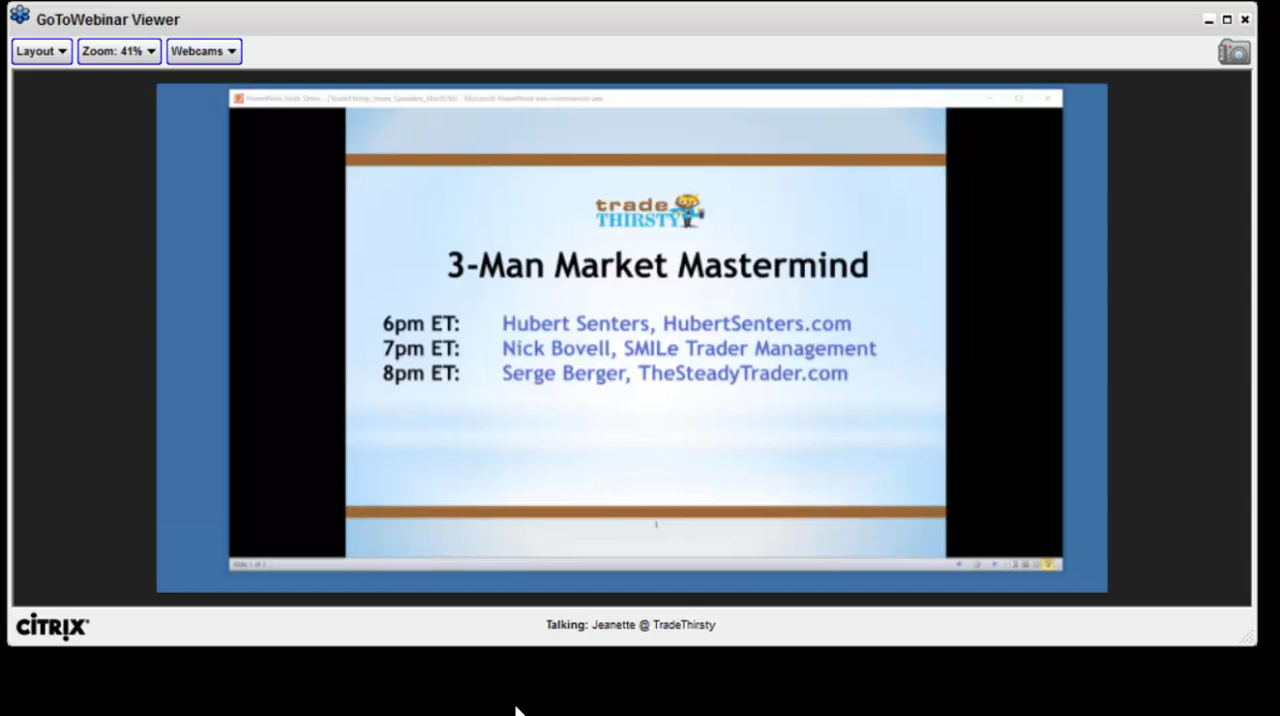 GoToWebinar Viewer
Layout
Zoom: 41%
Webcams
trade
THIRSTY
3-Man Market Mastermind
6pm ET: Hubert Senters, HubertSenters.com
7pm ET: Nick Bovell, SMILe Trader Management
8pm ET: Serge Berger, TheSteadyTrader.com
1
CiTRIX
Talking: Jeanette @ TradeThirsty